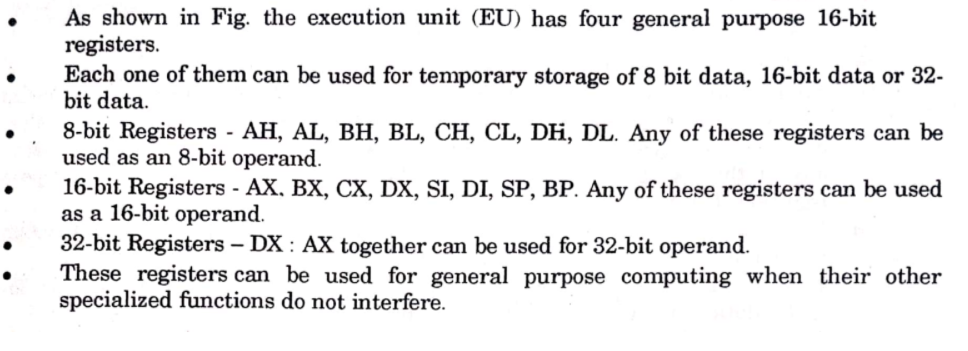 • As shown in Fig. the execution unit (EU) has four general purpose 16-bit
registers.
• Each one of them can be used for temporary storage of 8 bit data, 16-bit data or 32-
bit data.
• 8-bit Registers - AH, AL, BH, BL, CH, CL, DH, DL. Any of these registers can be
used as an 8-bit operand.
• 16-bit Registers - AX. BX, CX, DX, SI, DI, SP, BP. Any of these registers can be used
as a 16-bit operand.
• 32-bit Registers – DX : AX together can be used for 32-bit operand.
• These registers can be used for general purpose computing when their other
specialized functions do not interfere.